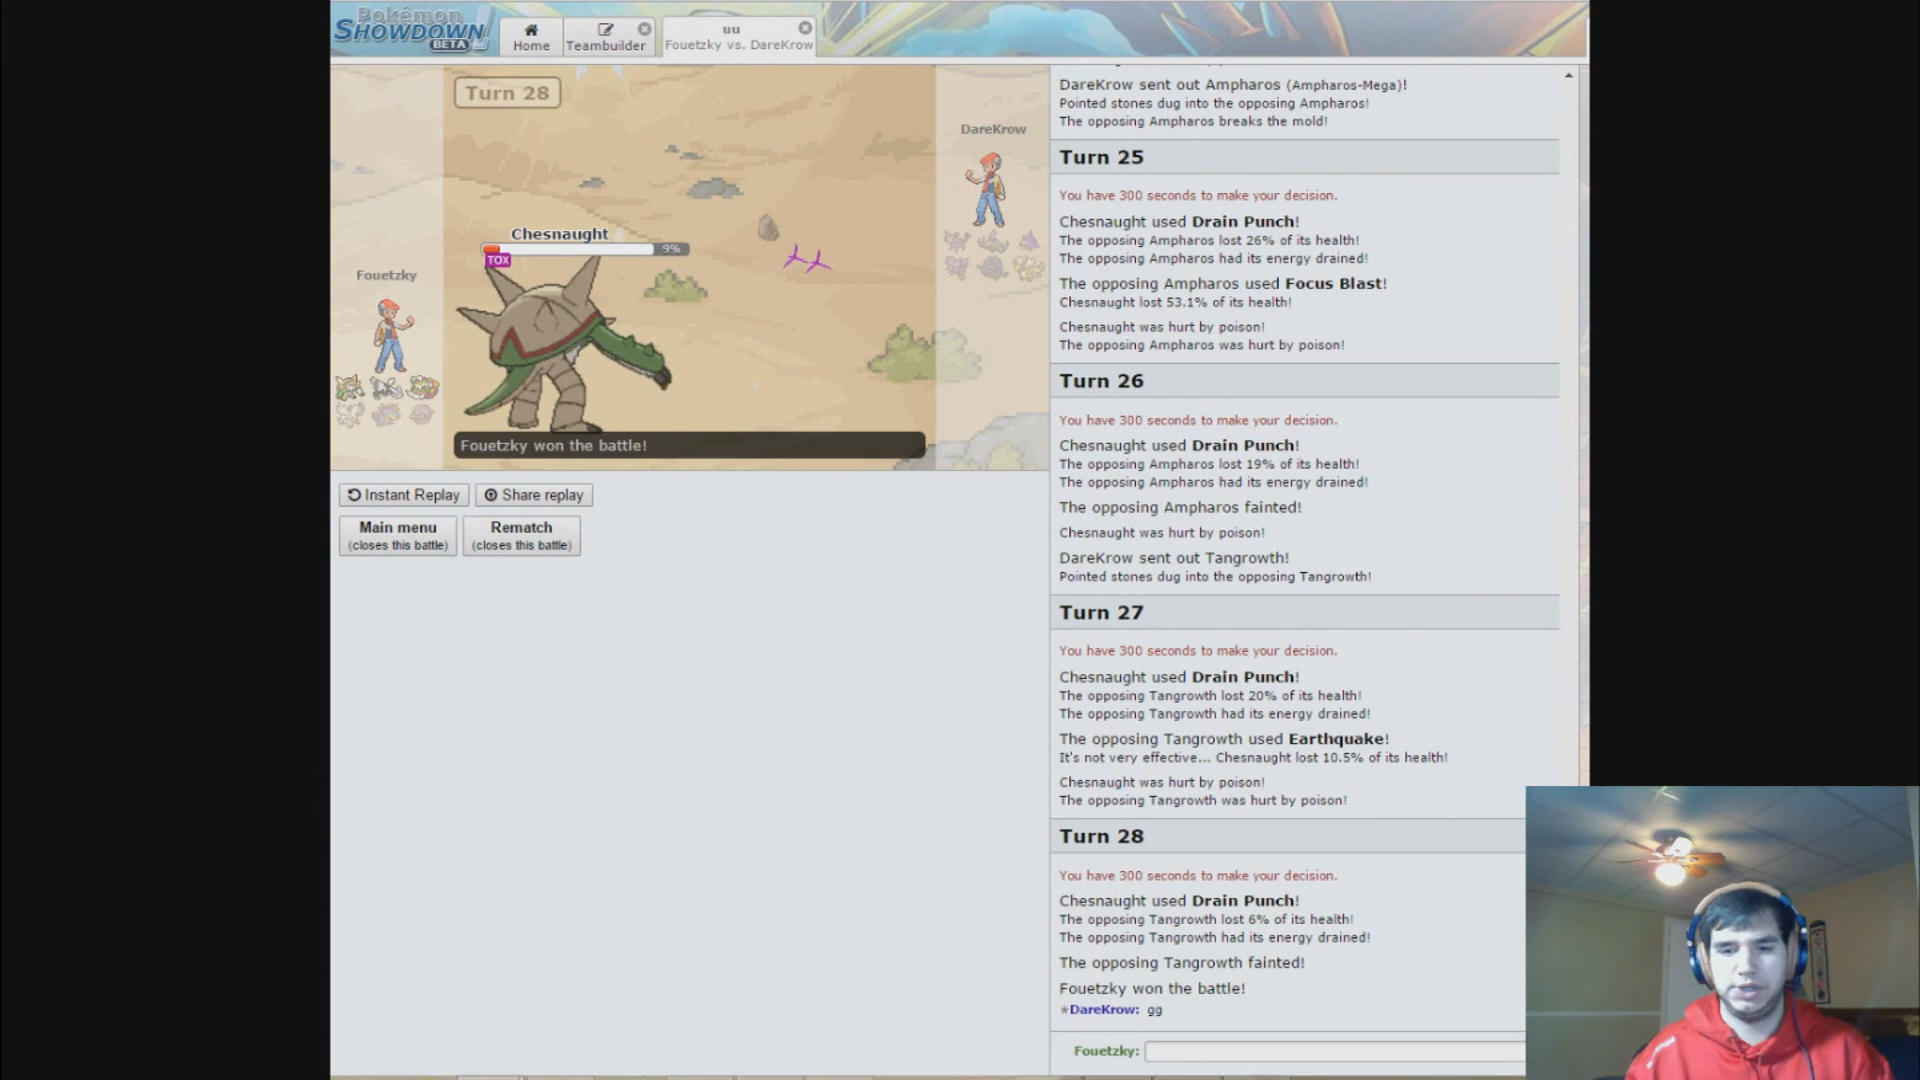 Pokémon
SHOWDOWN
BETA
Home
Teambuilder
uu
Fouetzky vs. DareKrow
Turn 28
DareKrow
Chesnaught
9%
TOX
Fouetzky
Fouetzky won the battle!
Instant Replay
Share replay
Main menu
(closes this battle)
Rematch
(closes this battle)
DareKrow sent out Ampharos (Ampharos-Mega)!
Pointed stones dug into the opposing Ampharos!
The opposing Ampharos breaks the mold!
Turn 25
You have 300 seconds to make your decision.
Chesnaught used Drain Punch!
The opposing Ampharos lost 26% of its health!
The opposing Ampharos had its energy drained!
The opposing Ampharos used Focus Blast!
Chesnaught lost 53.1% of its health!
Chesnaught was hurt by poison!
The opposing Ampharos was hurt by poison!
Turn 26
You have 300 seconds to make your decision.
Chesnaught used Drain Punch!
The opposing Ampharos lost 19% of its health!
The opposing Ampharos had its energy drained!
The opposing Ampharos fainted!
Chesnaught was hurt by poison!
DareKrow sent out Tangrowth!
Pointed stones dug into the opposing Tangrowth!
Turn 27
You have 300 seconds to make your decision.
Chesnaught used Drain Punch!
The opposing Tangrowth lost 20% of its health!
The opposing Tangrowth had its energy drained!
The opposing Tangrowth used Earthquake!
It's not very effective... Chesnaught lost 10.5% of its health!
Chesnaught was hurt by poison!
The opposing Tangrowth was hurt by poison!
Turn 28
You have 300 seconds to make your decision.
Chesnaught used Drain Punch!
The opposing Tangrowth lost 6% of its health!
The opposing Tangrowth had its energy drained!
The opposing Tangrowth fainted!
Fouetzky won the battle!
★DareKrow: gg
Fouetzky: